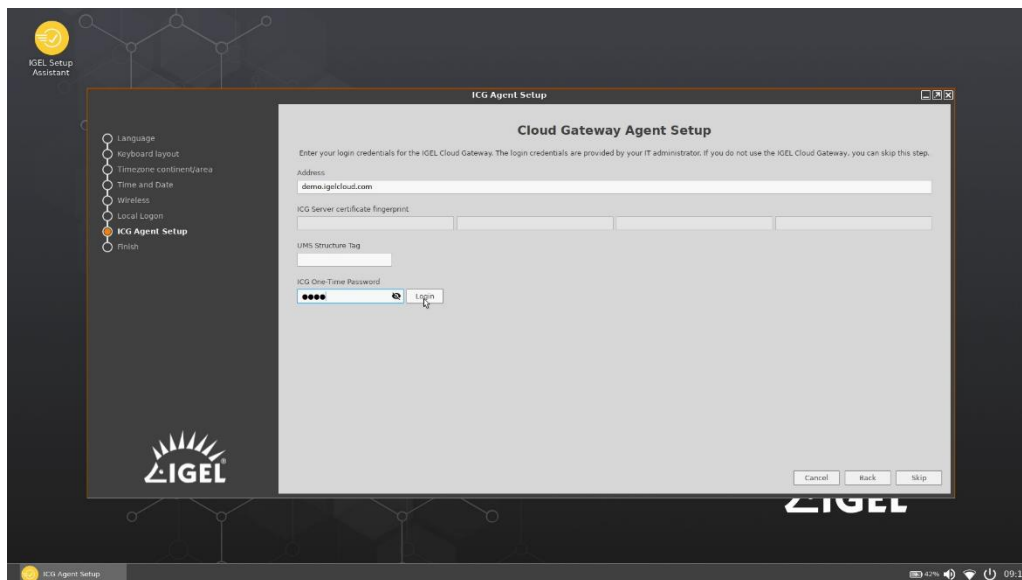 IGEL Setup
Assistant
ICG Agent Setup
Language
Keyboard layout
Timezone continent/area
Time and Date
Wireless
Local Logon
ICG Agent Setup
Finish
IGEL
Cloud Gateway Agent Setup
Enter your login credentials for the IGEL Cloud Gateway. The login credentials are provided by your IT administrator. If you do not use the IGEL Cloud Gateway, you can skip this step.
Address
demo.igelcloud.com
ICG Server certificate fingerprint
UMS Structure Tag
ICG One-Time Password
Login
Cancel Back Skip
IGEL
ICG Agent Setup
42%